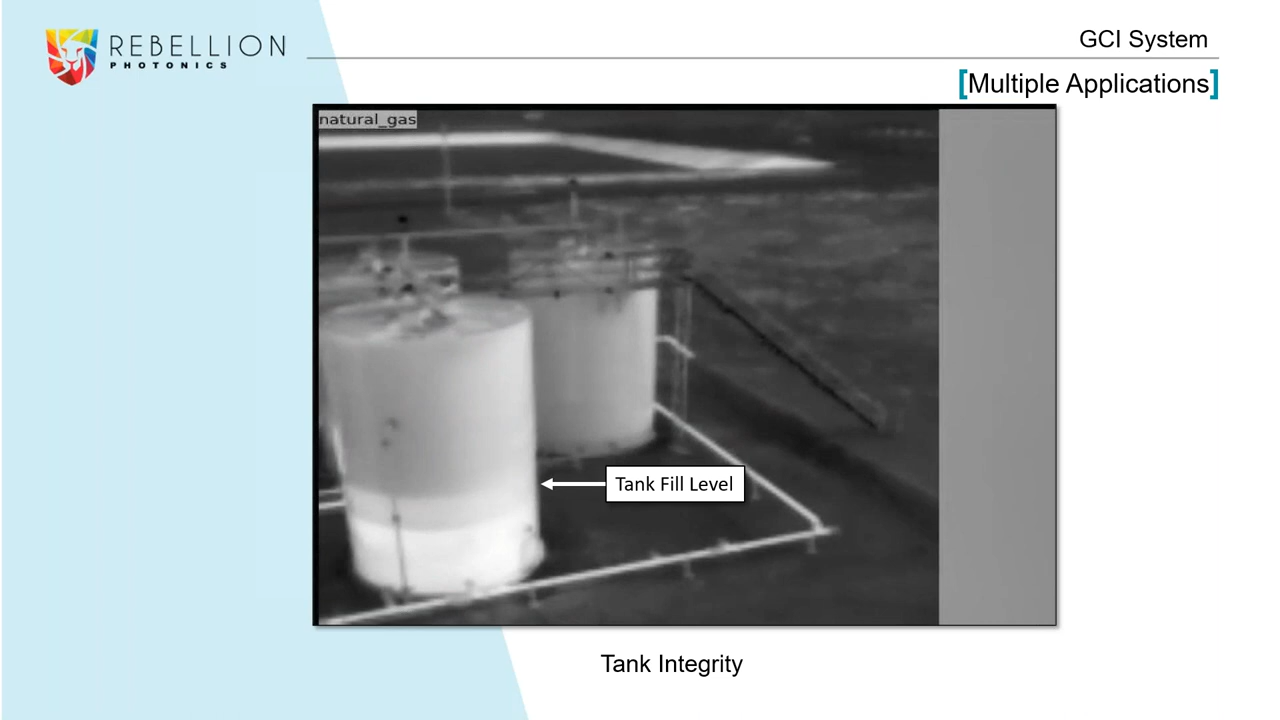 REBELLION
PHOTONICS
GCI System
[Multiple Applications]
natural_gas
Tank Fill Level
Tank Integrity